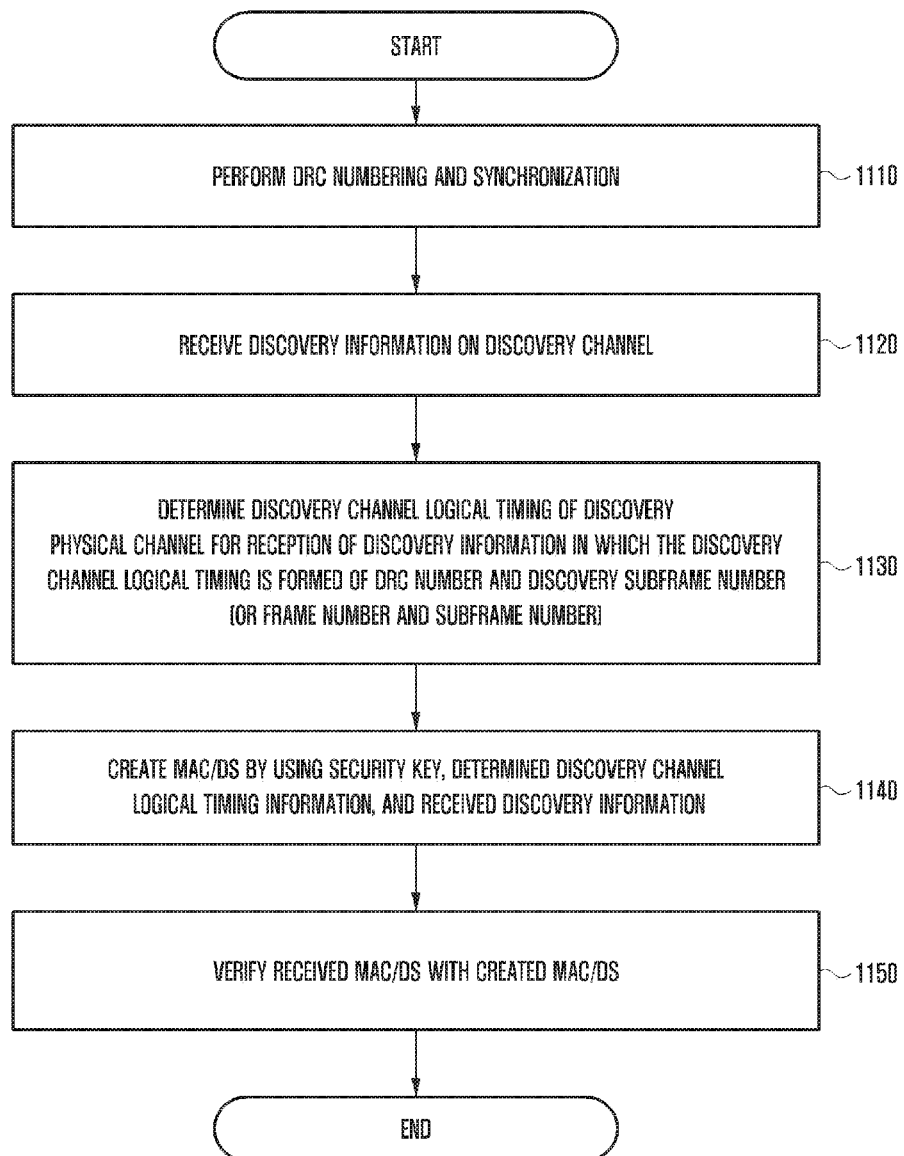 START
PERFORM DRC NUMBERING AND SYNCHRONIZATION
1110
RECEIVE DISCOVERY INFORMATION ON DISCOVERY CHANNEL
1120
DETERMINE DISCOVERY CHANNEL LOGICAL TIMING OF DISCOVERY
PHYSICAL CHANNEL FOR RECEPTION OF DISCOVERY INFORMATION IN WHICH THE DISCOVERY
CHANNEL LOGICAL TIMING IS FORMED OF DRC NUMBER AND DISCOVERY SUBFRAME NUMBER
(OR FRAME NUMBER AND SUBFRAME NUMBER)
1130
CREATE MAC/DS BY USING SECURITY KEY, DETERMINED DISCOVERY CHANNEL
LOGICAL TIMING INFORMATION, AND RECEIVED DISCOVERY INFORMATION
1140
VERIFY RECEIVED MAC/DS WITH CREATED MAC/DS
1150
END